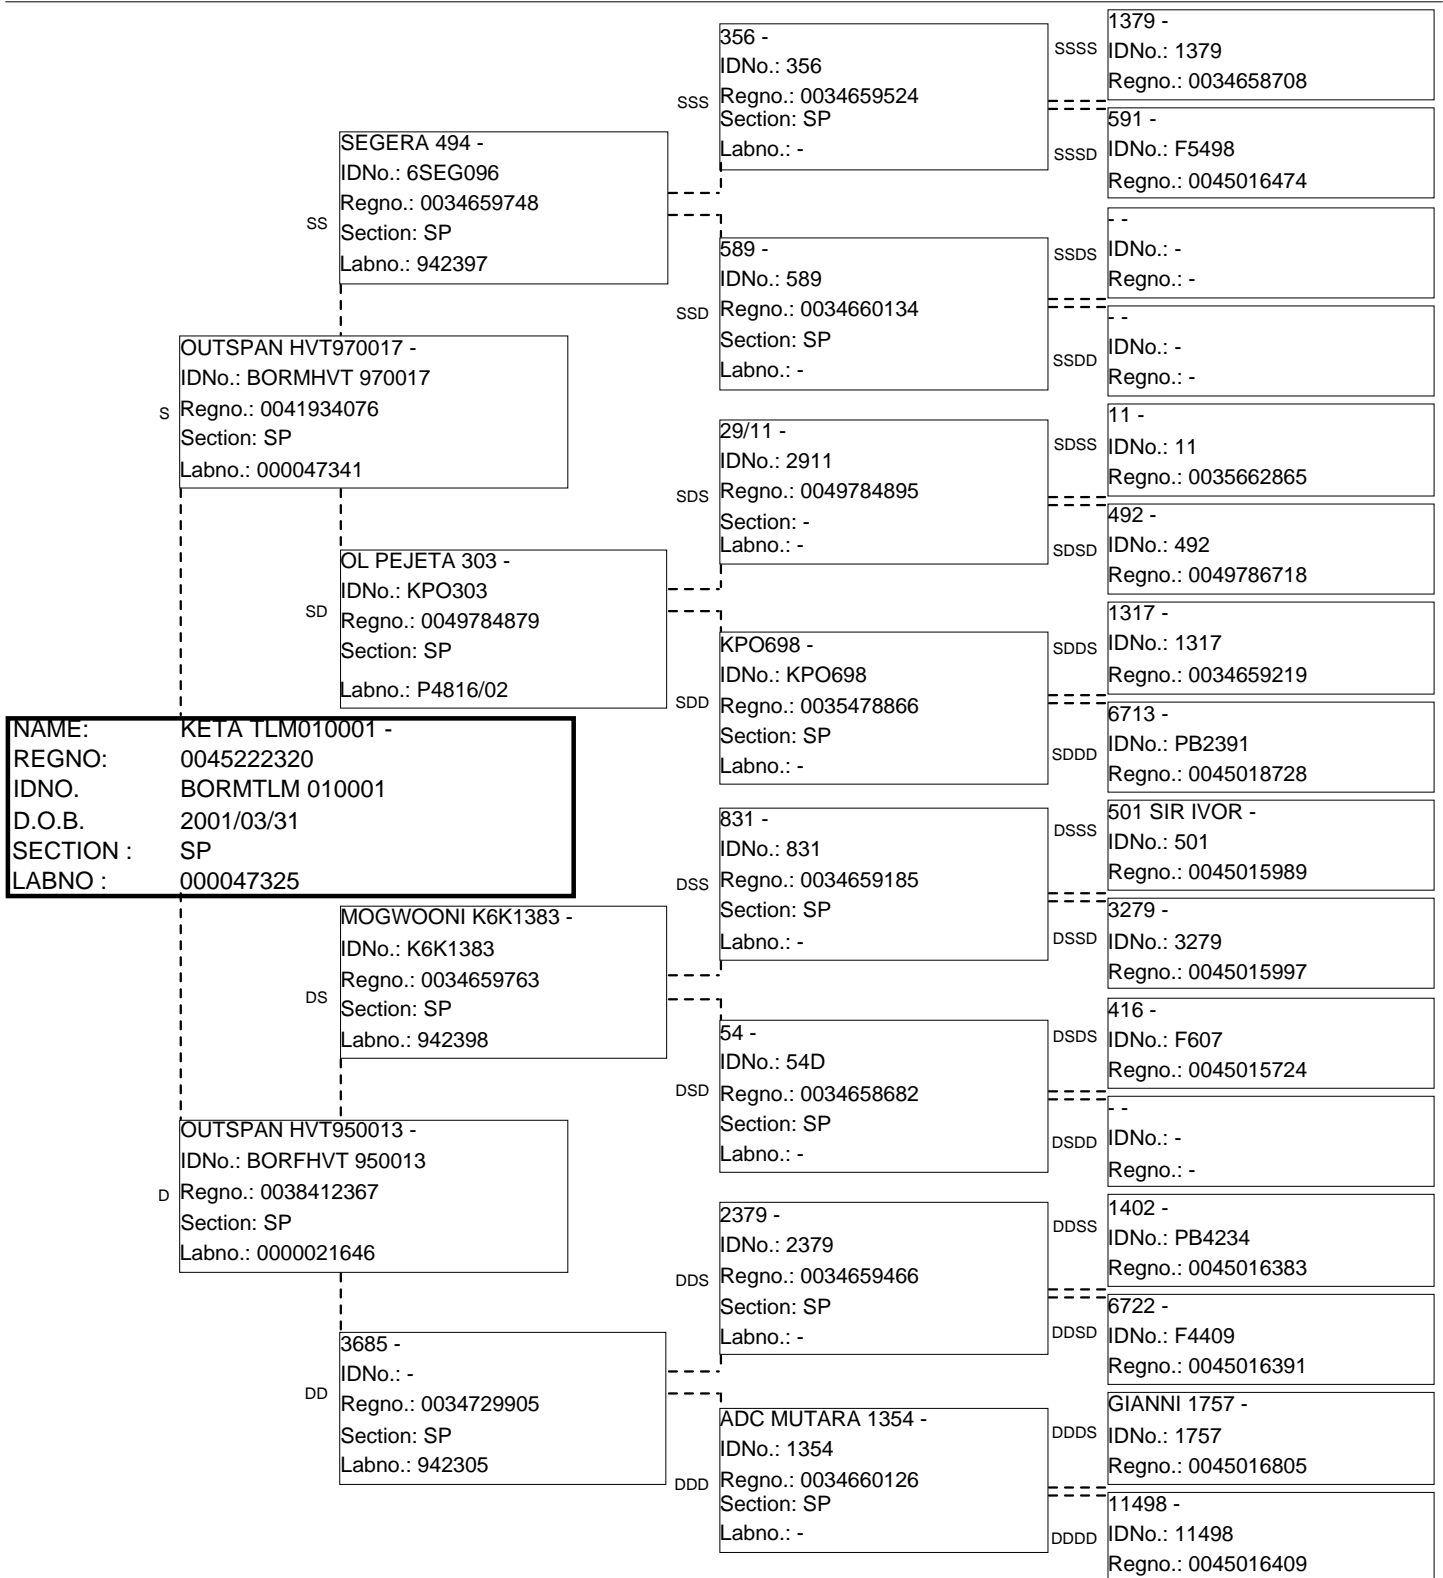 NAME: KETA TLM010001 -
REGNO: 0045222320
IDNO. BORMTLM 010001
D.O.B. 2001/03/31
SECTION : SP
LABNO : 000047325
S
OUTSPAN HVT970017 -
IDNo.: BORMHVT 970017
Regno.: 0041934076
Section: SP
Labno.: 000047341
D
OUTSPAN HVT950013 -
IDNo.: BORFHVT 950013
Regno.: 0038412367
Section: SP
Labno.: 0000021646
SS
SEGERA 494 -
IDNo.: 6SEG096
Regno.: 0034659748
Section: SP
Labno.: 942397
SD
OL PEJETA 303 -
IDNo.: KPO303
Regno.: 0049784879
Section: SP
Labno.: P4816/02
DS
MOGWOONI K6K1383 -
IDNo.: K6K1383
Regno.: 0034659763
Section: SP
Labno.: 942398
DD
3685 -
IDNo.: -
Regno.: 0034729905
Section: SP
Labno.: 942305
SSS
356 -
IDNo.: 356
Regno.: 0034659524
Section: SP
Labno.: -
SSD
589 -
IDNo.: 589
Regno.: 0034660134
Section: SP
Labno.: -
SDS
29/11 -
IDNo.: 2911
Regno.: 0049784895
Section: -
Labno.: -
SDD
KPO698 -
IDNo.: KPO698
Regno.: 0035478866
Section: SP
Labno.: -
DSS
831 -
IDNo.: 831
Regno.: 0034659185
Section: SP
Labno.: -
DSD
54 -
IDNo.: 54D
Regno.: 0034658682
Section: SP
Labno.: -
DDS
2379 -
IDNo.: 2379
Regno.: 0034659466
Section: SP
Labno.: -
DDD
ADC MUTARA 1354 -
IDNo.: 1354
Regno.: 0034660126
Section: SP
Labno.: -
SSSS
1379 -
IDNo.: 1379
Regno.: 0034658708
SSSD
591 -
IDNo.: F5498
Regno.: 0045016474
SSDS
- -
IDNo.: -
Regno.: -
SSDD
- -
IDNo.: -
Regno.: -
SDSS
11 -
IDNo.: 11
Regno.: 0035662865
SDSD
492 -
IDNo.: 492
Regno.: 0049786718
SDDS
1317 -
IDNo.: 1317
Regno.: 0034659219
SDDD
6713 -
IDNo.: PB2391
Regno.: 0045018728
DSSS
501 SIR IVOR -
IDNo.: 501
Regno.: 0045015989
DSSD
3279 -
IDNo.: 3279
Regno.: 0045015997
DSDS
416 -
IDNo.: F607
Regno.: 0045015724
DSDD
- -
IDNo.: -
Regno.: -
DDSS
1402 -
IDNo.: PB4234
Regno.: 0045016383
DDSD
6722 -
IDNo.: F4409
Regno.: 0045016391
DDDS
GIANNI 1757 -
IDNo.: 1757
Regno.: 0045016805
DDDD
11498 -
IDNo.: 11498
Regno.: 0045016409